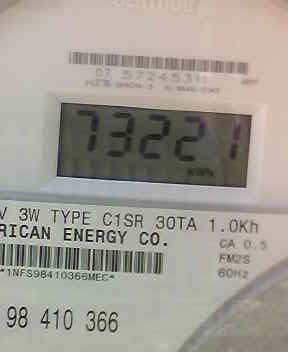 07 57245311
73221
kWh
V 3W TYPE C1SR 30TA 1.0Kh
RICAN ENERGY CO.
CA 0.5
FM2S
*1NFS98410366MEC*
60Hz
98 410 366